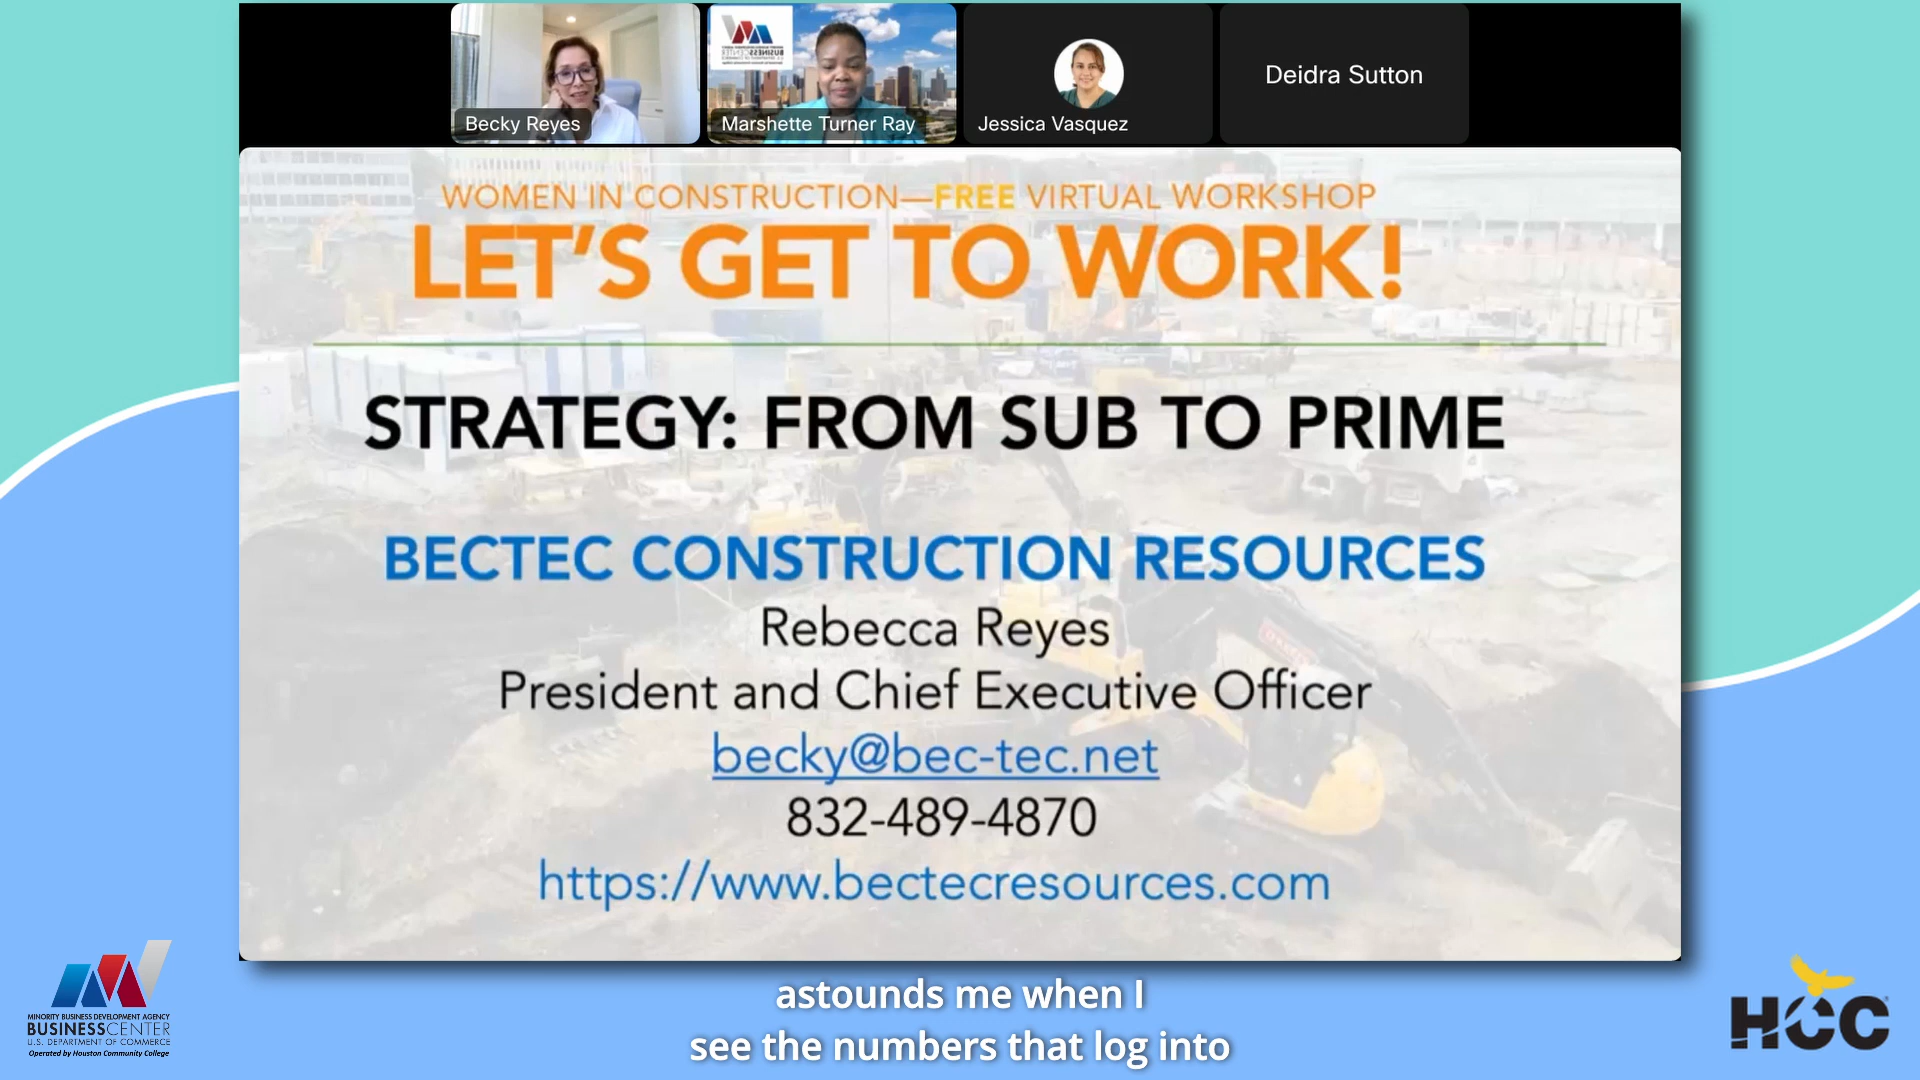 Becky Reyes
Marshette Turner Ray
Jessica Vasquez
Deidra Sutton
WOMEN IN CONSTRUCTION—FREE VIRTUAL WORKSHOP
LET'S GET TO WORK!
STRATEGY: FROM SUB TO PRIME
BECTEC CONSTRUCTION RESOURCES
Rebecca Reyes
President and Chief Executive Officer
becky@bec-tec.net
832-489-4870
https://www.bectecresources.com
MINORITY BUSINESS DEVELOPMENT AGENCY
BUSINESSCENTER
U.S. DEPARTMENT OF COMMERCE
Operated by Houston Community College
astounds me when I
see the numbers that log into
HCC